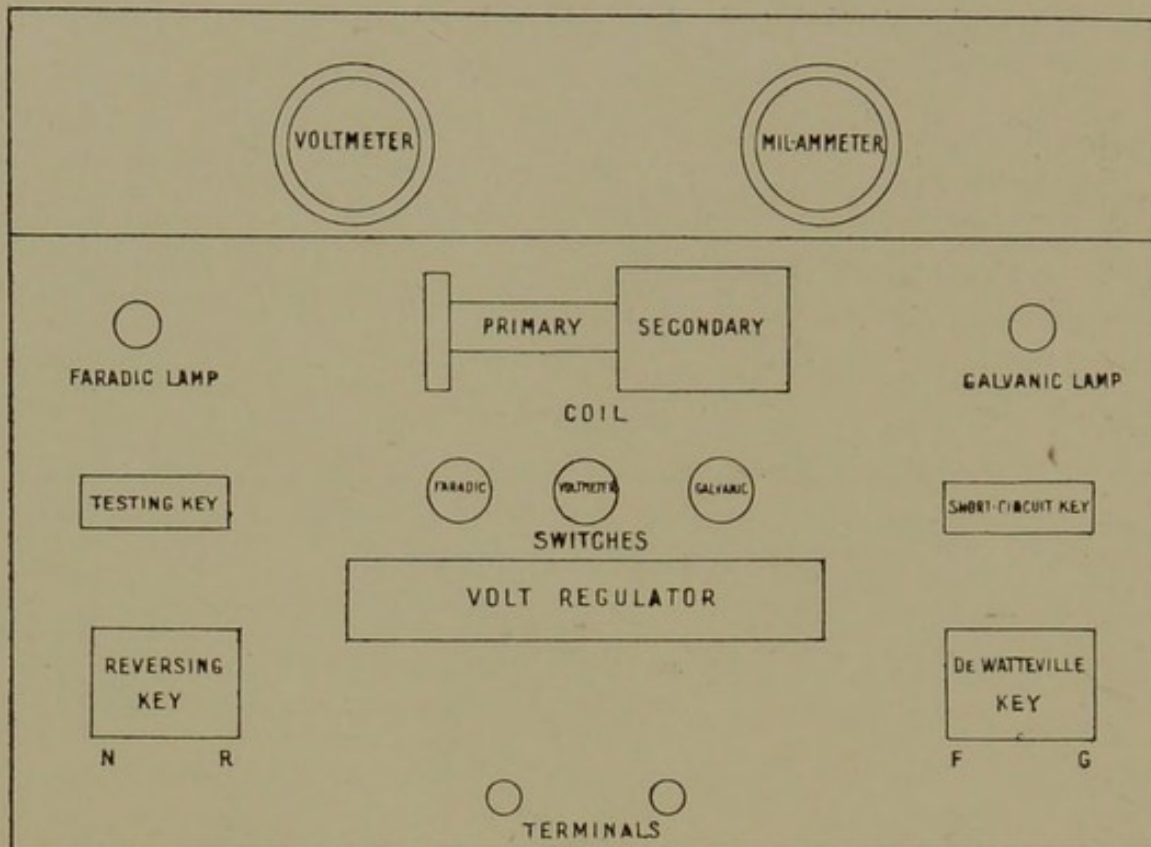 VOLTMETER
MIL-AMMETER
PRIMARY
SECONDARY
FARADIC LAMP
GALVANIC LAMP
COIL
TESTING KEY
FARADIC
VOLTMETER
GALVANIC
SHORT-CIRCUIT KEY
SWITCHES
VOLT REGULATOR
REVERSING
KEY
DE WATTEVILLE
KEY
N R
F G
TERMINALS